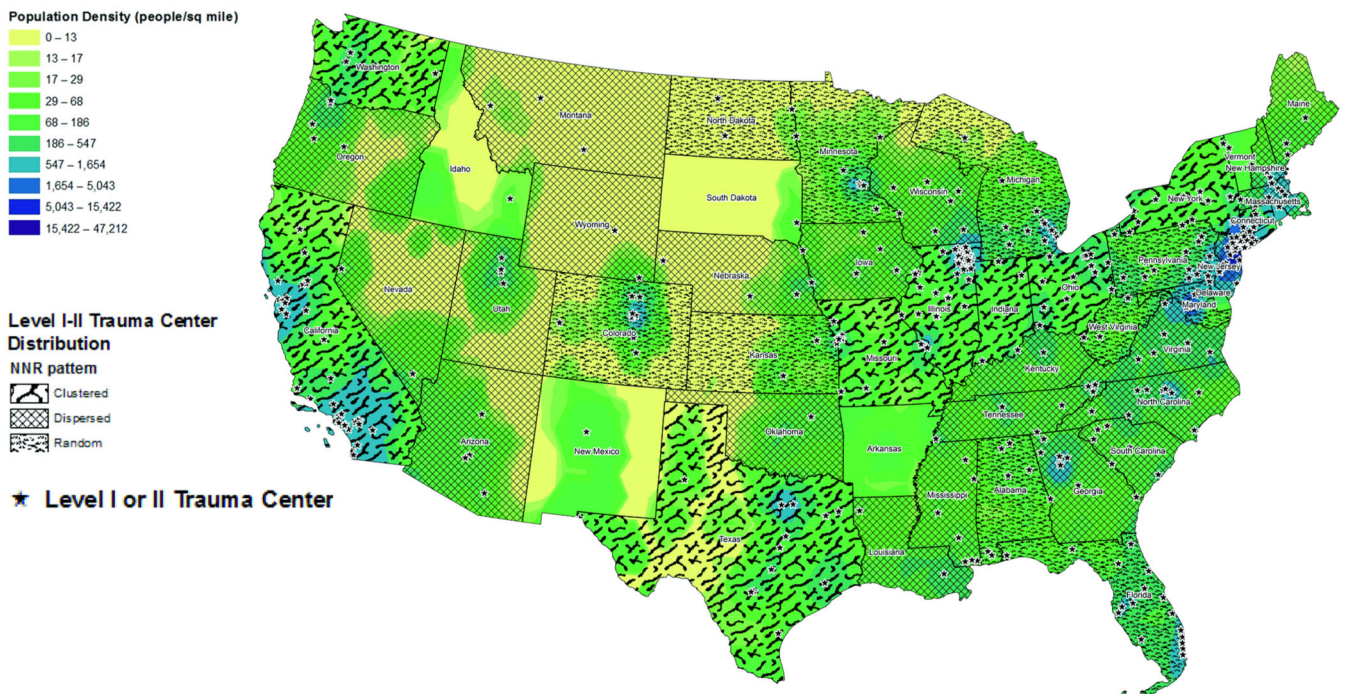 Population Density (people/sq mile)
0 – 13
13 – 17
17 – 29
29 – 68
68 – 186
186 – 547
547 – 1,654
1,654 – 5,043
5,043 – 15,422
15,422 – 47,212
Level I-II Trauma Center
Distribution
NNR pattern
Clustered
Dispersed
Random
Level I or II Trauma Center
Washington
Montana
North Dakota
Minnesota
Maine
Oregon
Idaho
South Dakota
Wisconsin
Michigan
Vermont
New Hampshire
New York
Massachusetts
Connecticut
Wyoming
Nebraska
Iowa
Pennsylvania
New Jersey
Nevada
Utah
Colorado
Kansas
Illinois
Indiana
Ohio
Delaware
Maryland
West Virginia
California
Missouri
Kentucky
Virginia
Arizona
New Mexico
Oklahoma
Arkansas
Tennessee
North Carolina
South Carolina
Texas
Louisiana
Mississippi
Alabama
Georgia
Florida